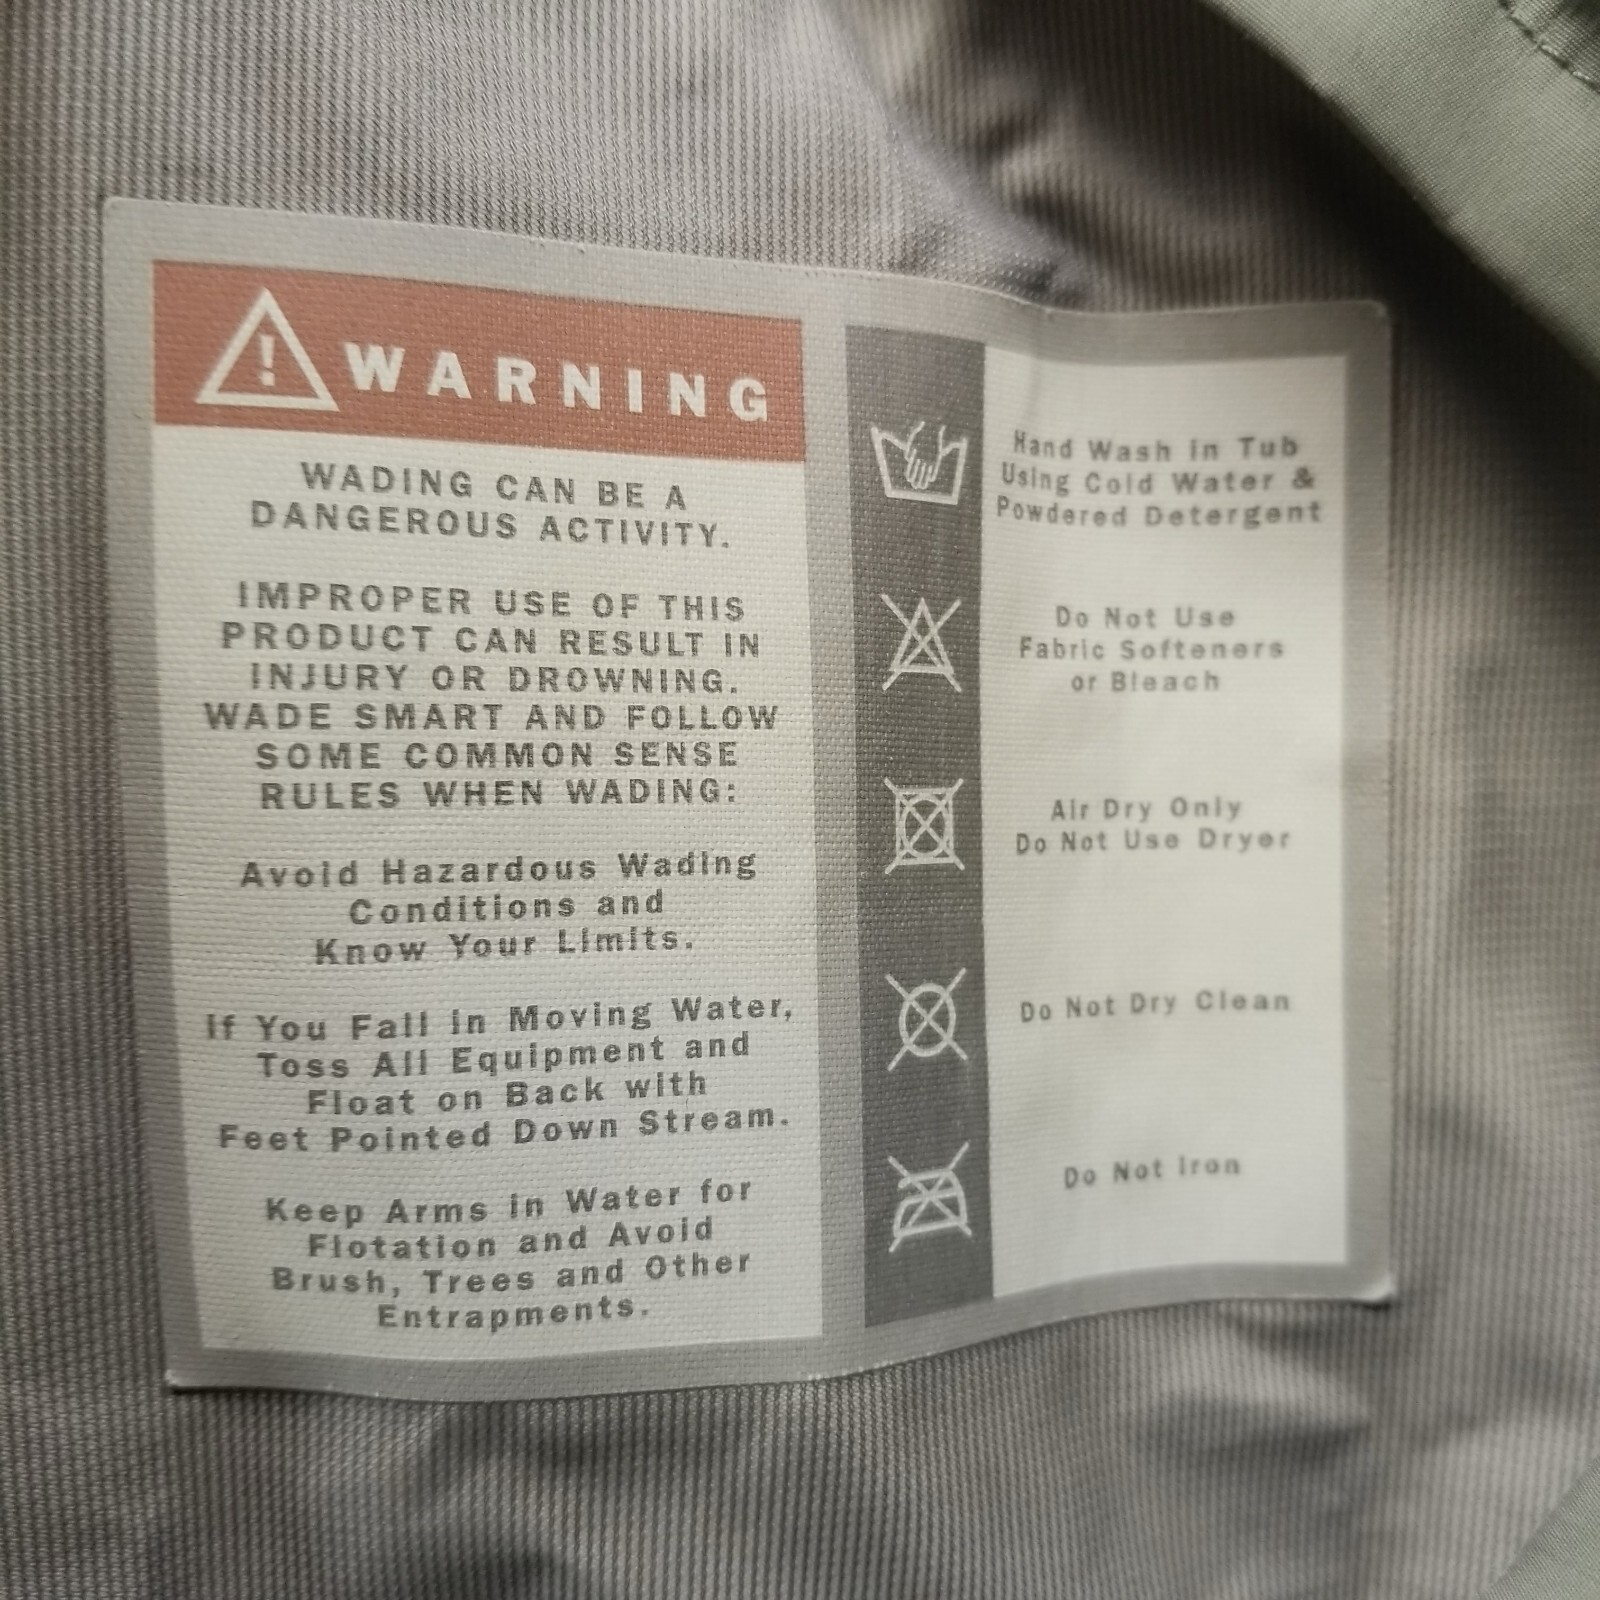 WARNING
WADING CAN BE A
DANGEROUS ACTIVITY.
IMPROPER USE OF THIS
PRODUCT CAN RESULT IN
INJURY OR DROWNING.
WADE SMART AND FOLLOW
SOME COMMON SENSE
RULES WHEN WADING:
Avoid Hazardous Wading
Conditions and
Know Your Limits.
If You Fall in Moving Water,
Toss All Equipment and
Float on Back with
Feet Pointed Down Stream.
Keep Arms in Water for
Flotation and Avoid
Brush, Trees and Other
Entrapments.
Hand Wash in Tub
Using Cold Water &
Powdered Detergent
Do Not Use
Fabric Softeners
or Bleach
Air Dry Only
Do Not Use Dryer
Do Not Dry Clean
Do Not Iron